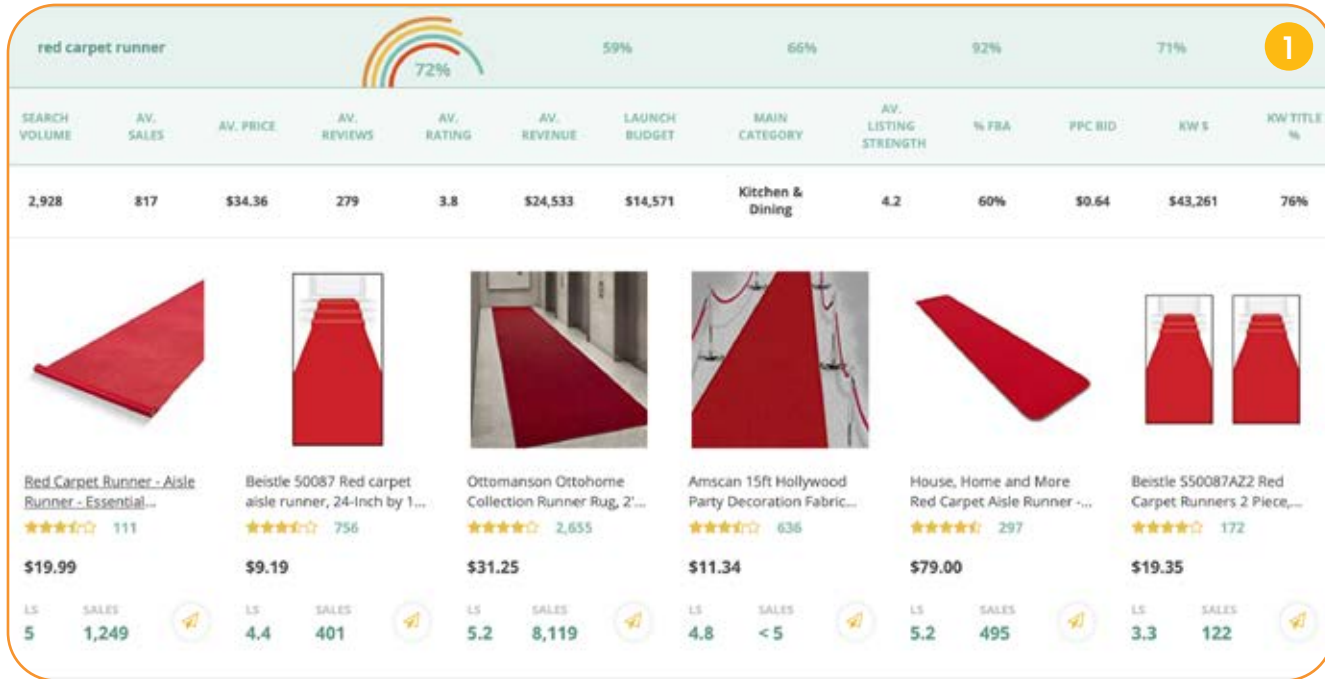 red carpet runner
72%
59%
66%
92%
71%
1
SEARCH VOLUME
AV. SALES
AV. PRICE
AV. REVIEWS
AV. RATING
AV. REVENUE
LAUNCH BUDGET
MAIN CATEGORY
AV. LISTING STRENGTH
% FBA
PPC BID
KW $
KW TITLE %
2,928
817
$34.36
279
3.8
$24,533
$14,571
Kitchen & Dining
4.2
60%
$0.64
$43,261
76%
Red Carpet Runner - Aisle
Runner - Essential...
111
$19.99
LS SALES
5 1,249
Beistle 50087 Red carpet
aisle runner, 24-Inch by 1...
756
$9.19
LS SALES
4.4 401
Ottomanson Ottohome
Collection Runner Rug, 2'...
2,655
$31.25
LS SALES
5.2 8,119
Amscan 15ft Hollywood
Party Decoration Fabric...
636
$11.34
LS SALES
4.8 < 5
House, Home and More
Red Carpet Aisle Runner -...
297
$79.00
LS SALES
5.2 495
Beistle S50087AZ2 Red
Carpet Runners 2 Piece,...
172
$19.35
LS SALES
3.3 122